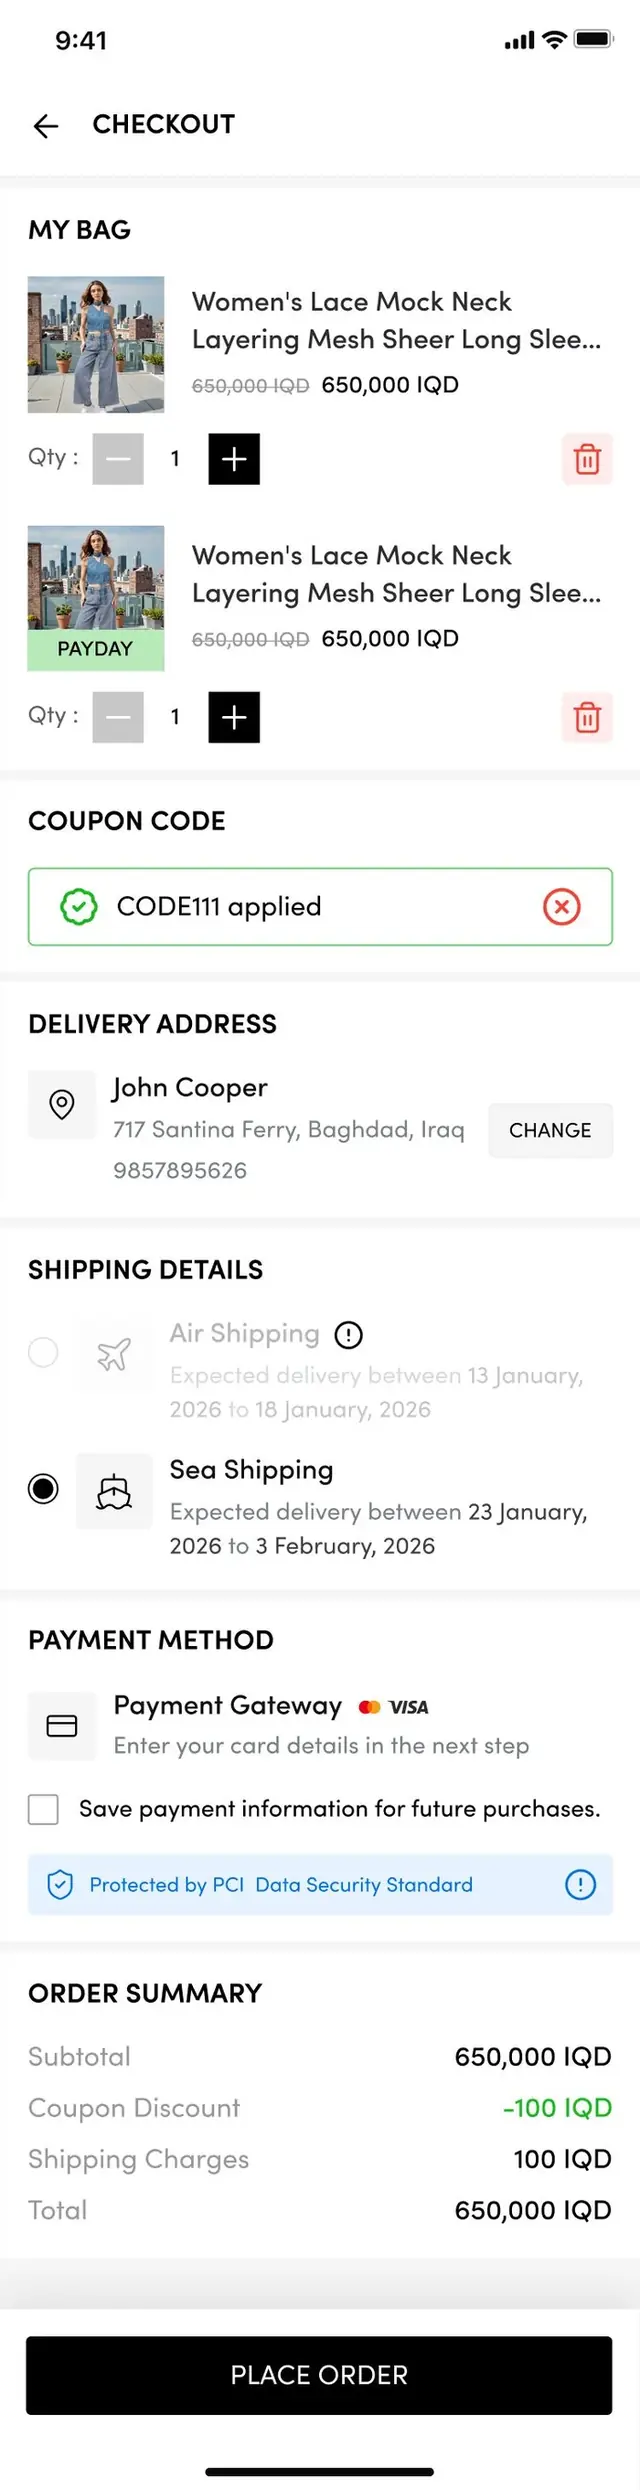 9:41
CHECKOUT
MY BAG
Women's Lace Mock Neck
Layering Mesh Sheer Long Slee...
650,000 IQD 650,000 IQD
Qty : 1
Women's Lace Mock Neck
Layering Mesh Sheer Long Slee...
PAYDAY
650,000 IQD 650,000 IQD
Qty : 1
COUPON CODE
CODE111 applied
DELIVERY ADDRESS
John Cooper
717 Santina Ferry, Baghdad, Iraq
9857895626
CHANGE
SHIPPING DETAILS
Air Shipping
Expected delivery between 13 January,
2026 to 18 January, 2026
Sea Shipping
Expected delivery between 23 January,
2026 to 3 February, 2026
PAYMENT METHOD
Payment Gateway VISA
Enter your card details in the next step
Save payment information for future purchases.
Protected by PCI Data Security Standard
ORDER SUMMARY
Subtotal 650,000 IQD
Coupon Discount -100 IQD
Shipping Charges 100 IQD
Total 650,000 IQD
PLACE ORDER